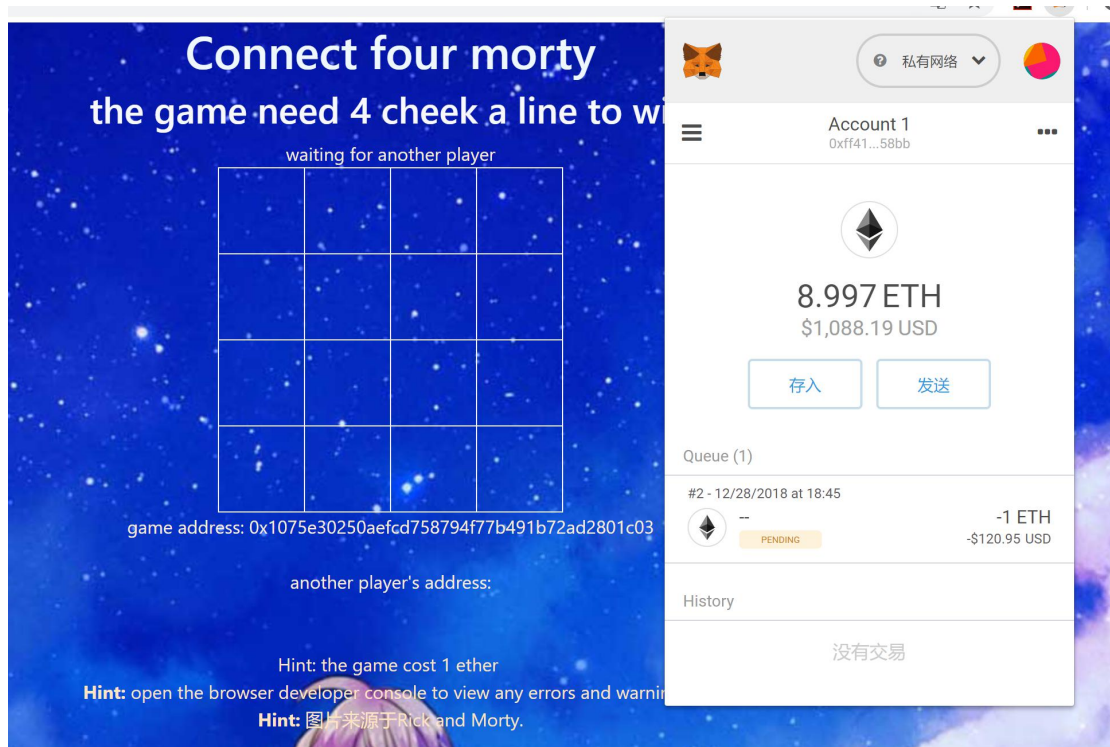 Connect four morty
the game need 4 cheek a line to wi
waiting for another player
game address: 0x1075e30250aefcd758794f77b491b72ad2801c03
another player's address:
Hint: the game cost 1 ether
Hint: open the browser developer console to view any errors and warnin
Hint: 图片来源于Rick and Morty.
私有网络
Account 1
0xff41...58bb
8.997 ETH
$1,088.19 USD
存入
发送
Queue (1)
#2 - 12/28/2018 at 18:45
--
-1 ETH
PENDING
-$120.95 USD
History
没有交易